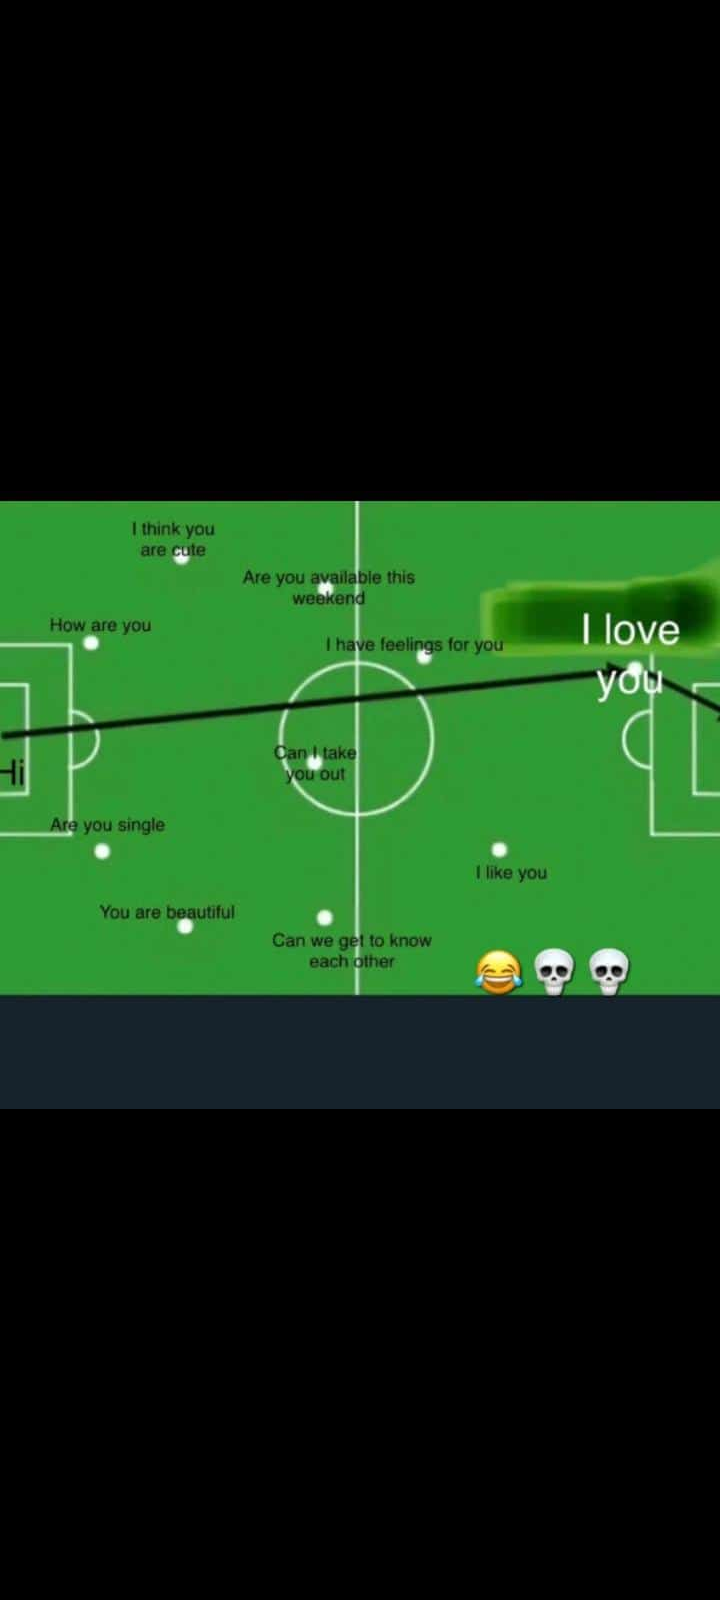 I think you
are cute
Are you available this
weekend
How are you
I have feelings for you
I love
you
Hi
Can I take
you out
Are you single
I like you
You are beautiful
Can we get to know
each other